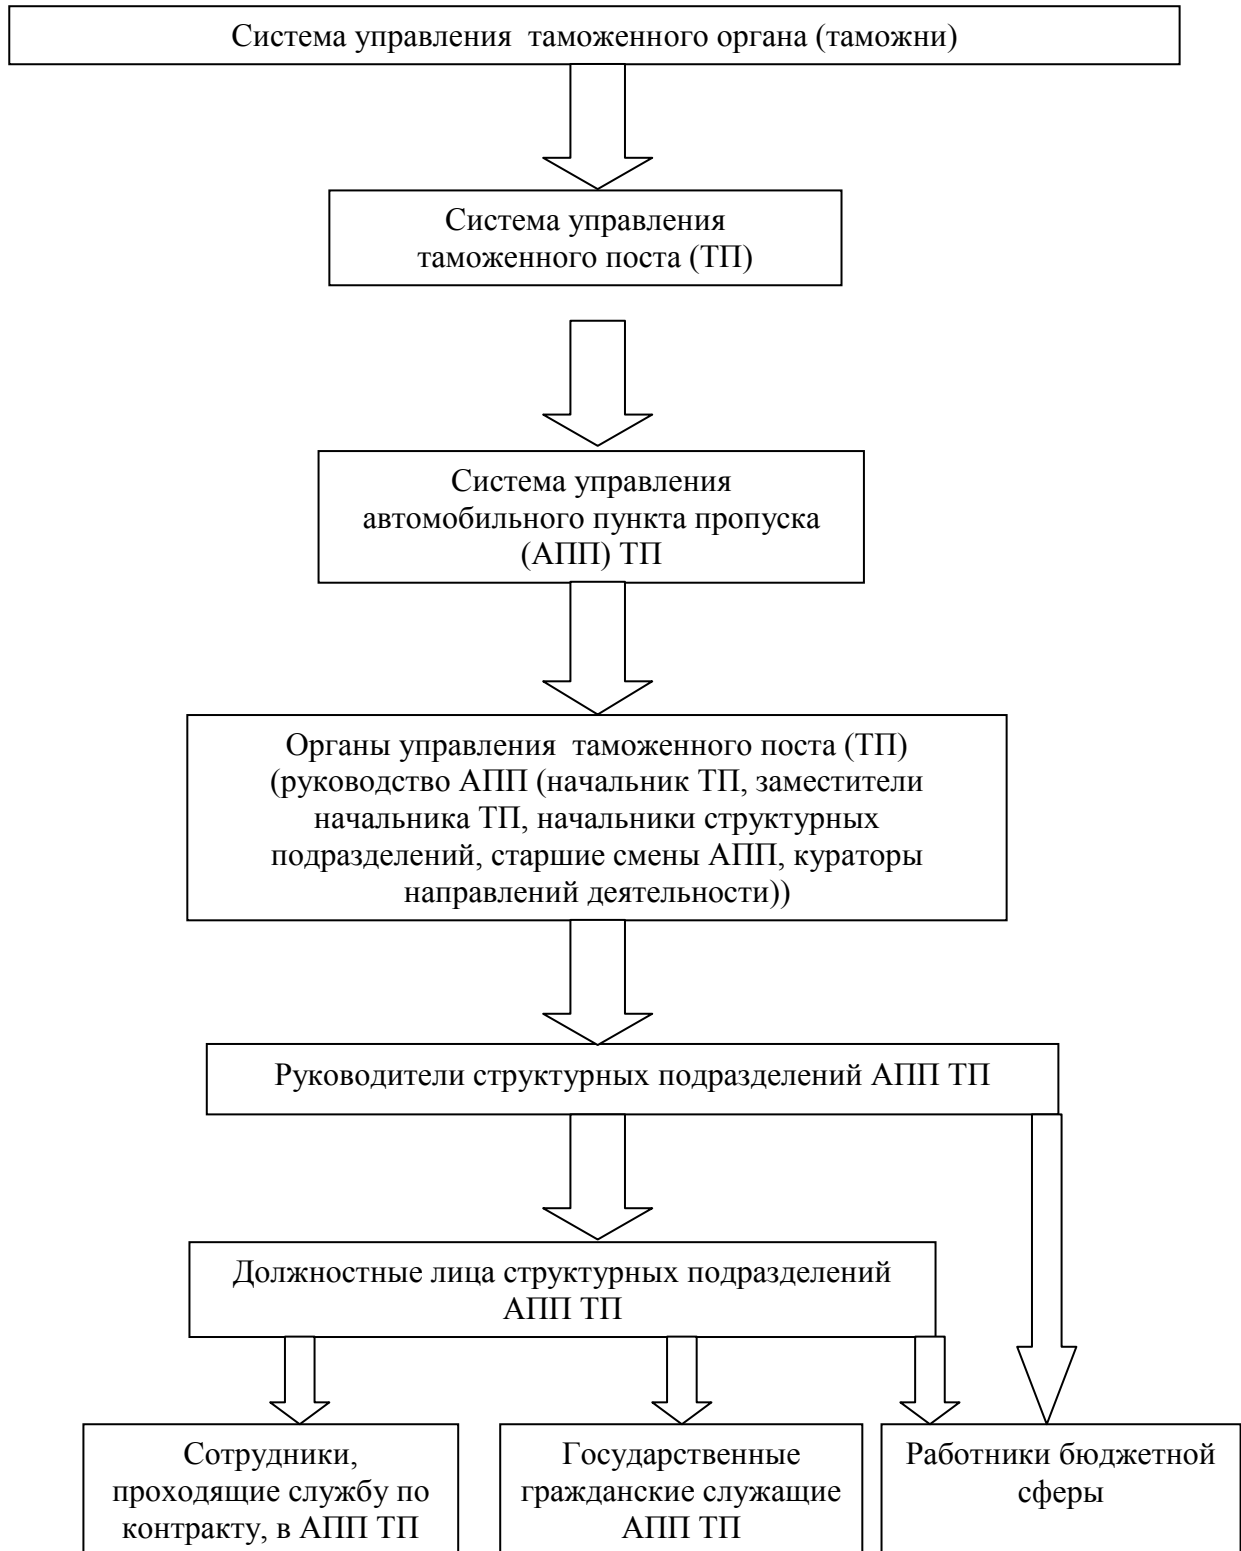 Система управления таможенного органа (таможни)
Система управления
таможенного поста (ТП)
Система управления
автомобильного пункта пропуска
(АПП) ТП
Органы управления таможенного поста (ТП)
(руководство АПП (начальник ТП, заместители
начальника ТП, начальники структурных
подразделений, старшие смены АПП, кураторы
направлений деятельности))
Руководители структурных подразделений АПП ТП
Должностные лица структурных подразделений
АПП ТП
Сотрудники,
проходящие службу по
контракту, в АПП ТП
Государственные
гражданские служащие
АПП ТП
Работники бюджетной
сферы